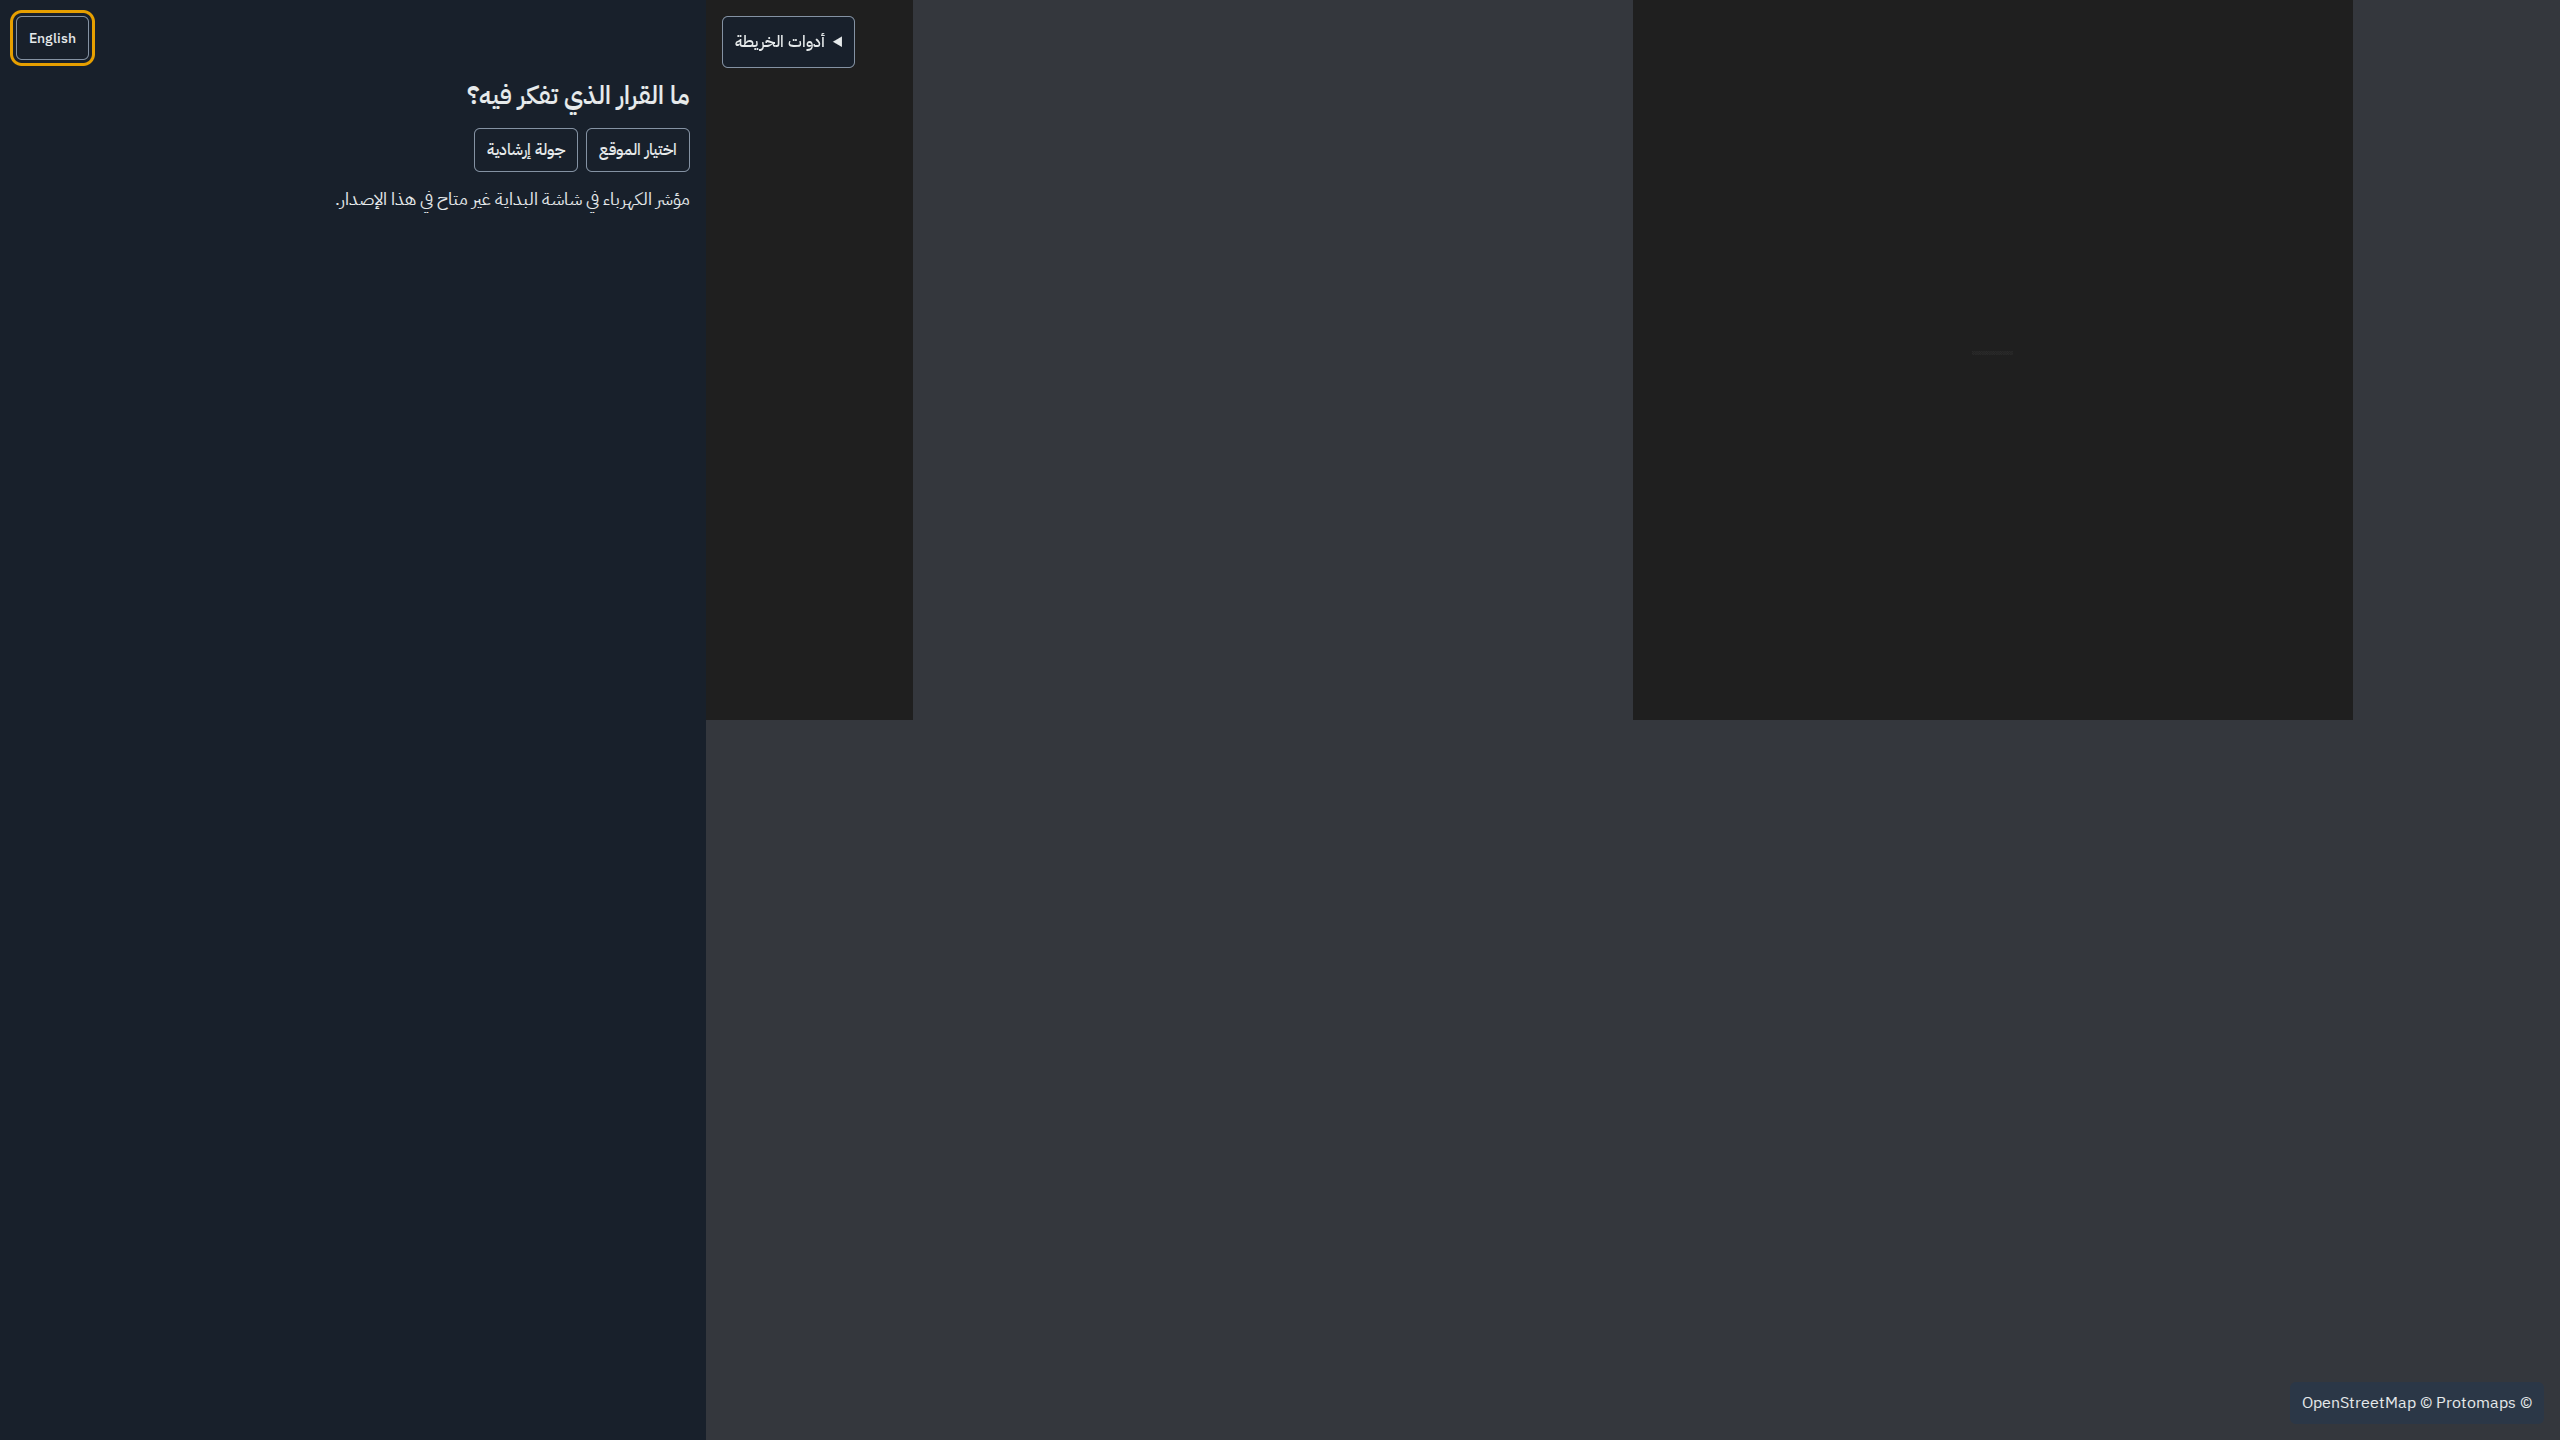 English
ما القرار الذي تفكر فيه؟
اختيار الموقع
جولة إرشادية
مؤشر الكهرباء في شاشة البداية غير متاح في هذا الإصدار.
أدوات الخريطة
OpenStreetMap © Protomaps ©